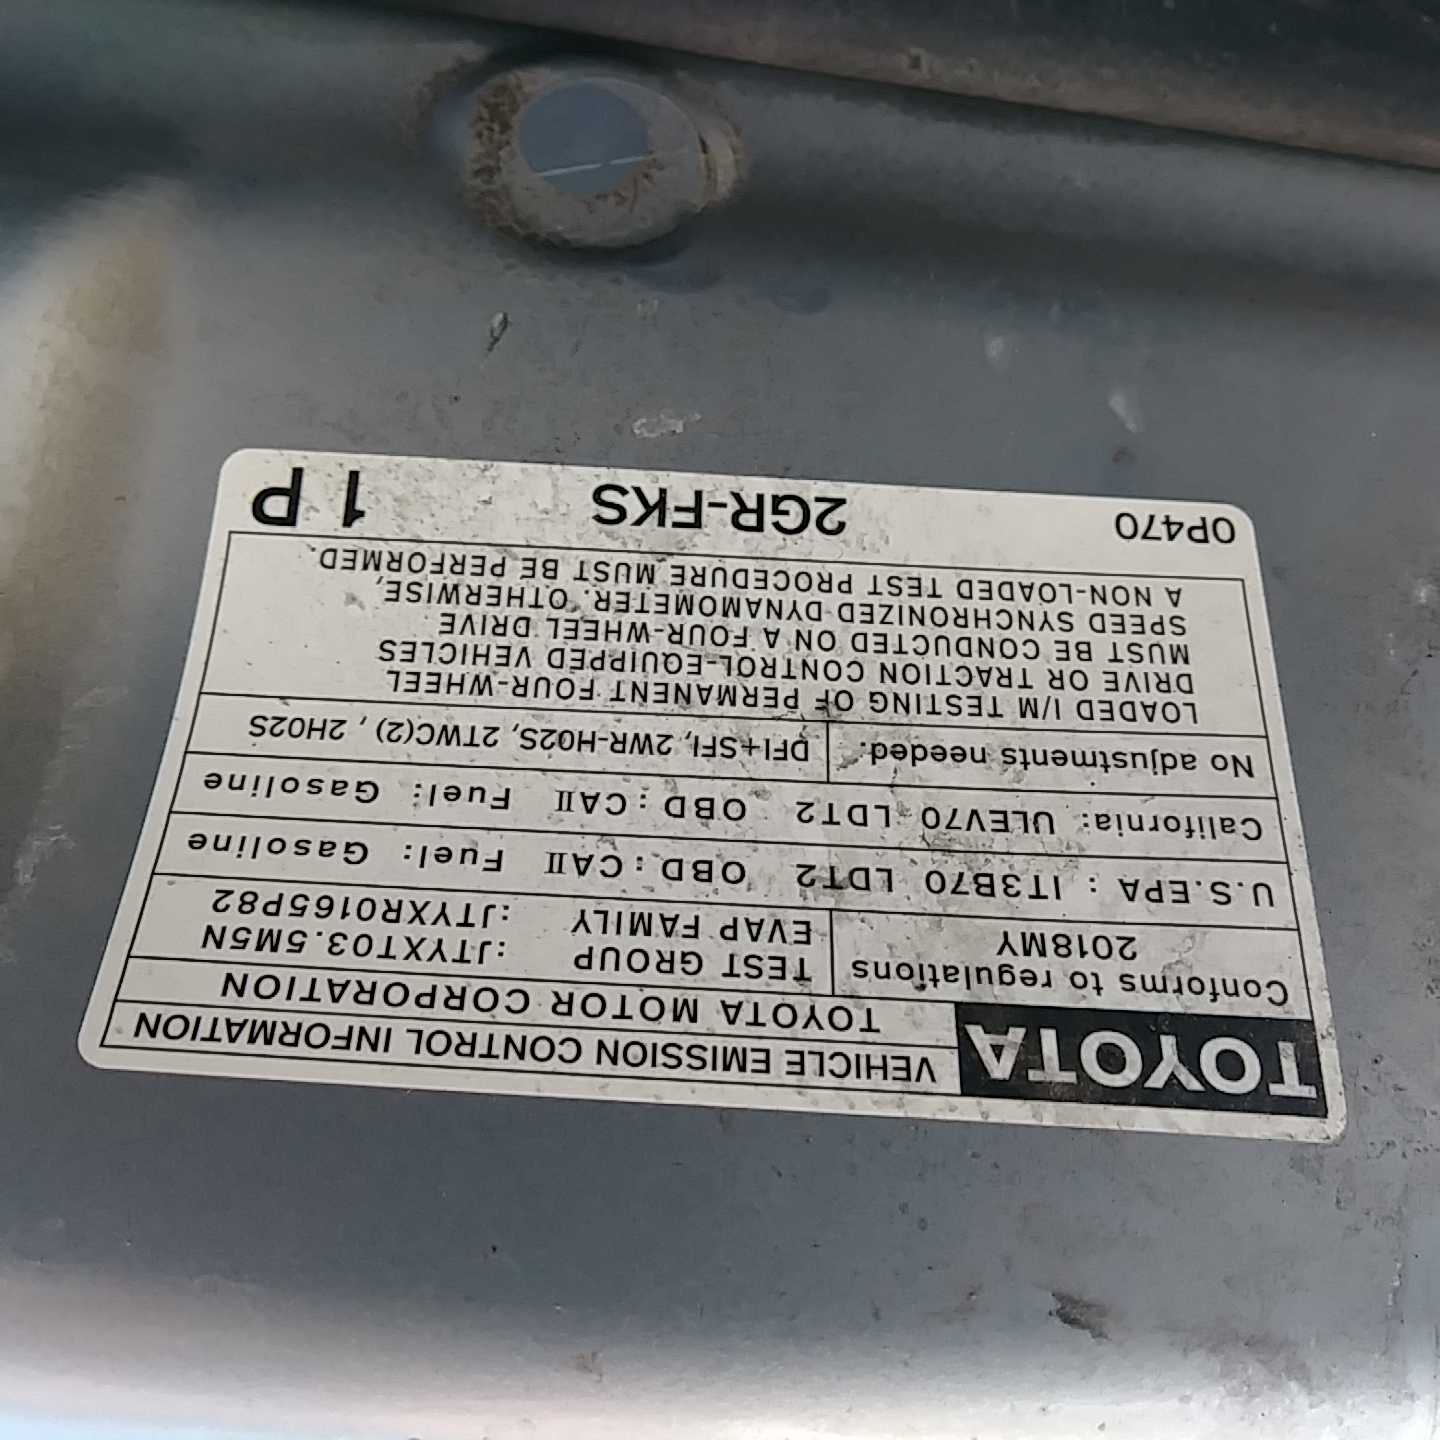 TOYOTA
VEHICLE EMISSION CONTROL INFORMATION
TOYOTA MOTOR CORPORATION
Conforms to regulations
2018MY
TEST GROUP :JTYXT03.5M5N
EVAP FAMILY :JTYXR0165P82
U.S.EPA : IT3B70 LDT2 OBD : CAII Fuel: Gasoline
California: ULEV70 LDT2 OBD : CAII Fuel: Gasoline
No adjustments needed.
DFI+SFI, 2WR-HO2S, 2TWC(2) , 2HO2S
LOADED I/M TESTING OF PERMANENT FOUR-WHEEL
DRIVE OR TRACTION CONTROL-EQUIPPED VEHICLES
MUST BE CONDUCTED ON A FOUR-WHEEL DRIVE
SPEED SYNCHRONIZED DYNAMOMETER. OTHERWISE,
A NON-LOADED TEST PROCEDURE MUST BE PERFORMED.
0P470 2GR-FKS 1 P